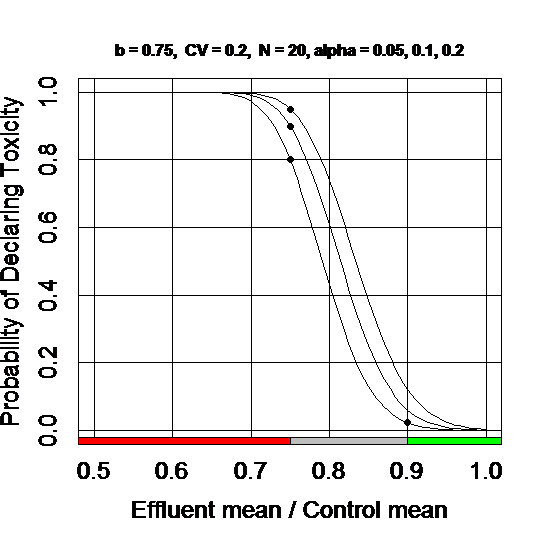 b = 0.75, CV = 0.2, N = 20, alpha = 0.05, 0.1, 0.2
Probability of Declaring Toxicity
1.0
0.8
0.6
0.4
0.2
0.0
0.5 0.6 0.7 0.8 0.9 1.0
Effluent mean / Control mean